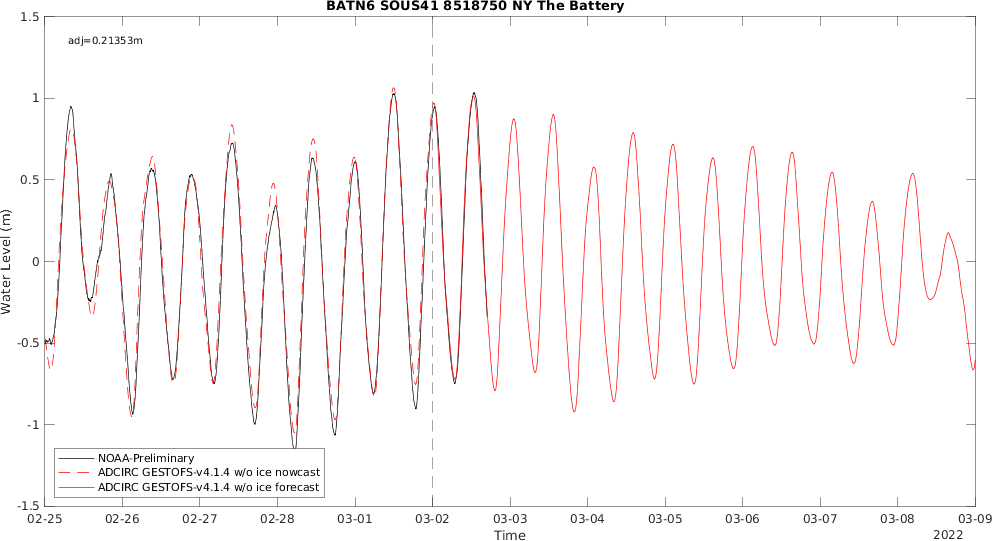 BATN6 SOUS41 8518750 NY The Battery
adj=0.21353m
1.5
1
0.5
0
-0.5
-1
-1.5
Water Level (m)
NOAA-Preliminary
ADCIRC GESTOFS-v4.1.4 w/o ice nowcast
ADCIRC GESTOFS-v4.1.4 w/o ice forecast
02-25 02-26 02-27 02-28 03-01 03-02 03-03 03-04 03-05 03-06 03-07 03-08 03-09
Time
2022